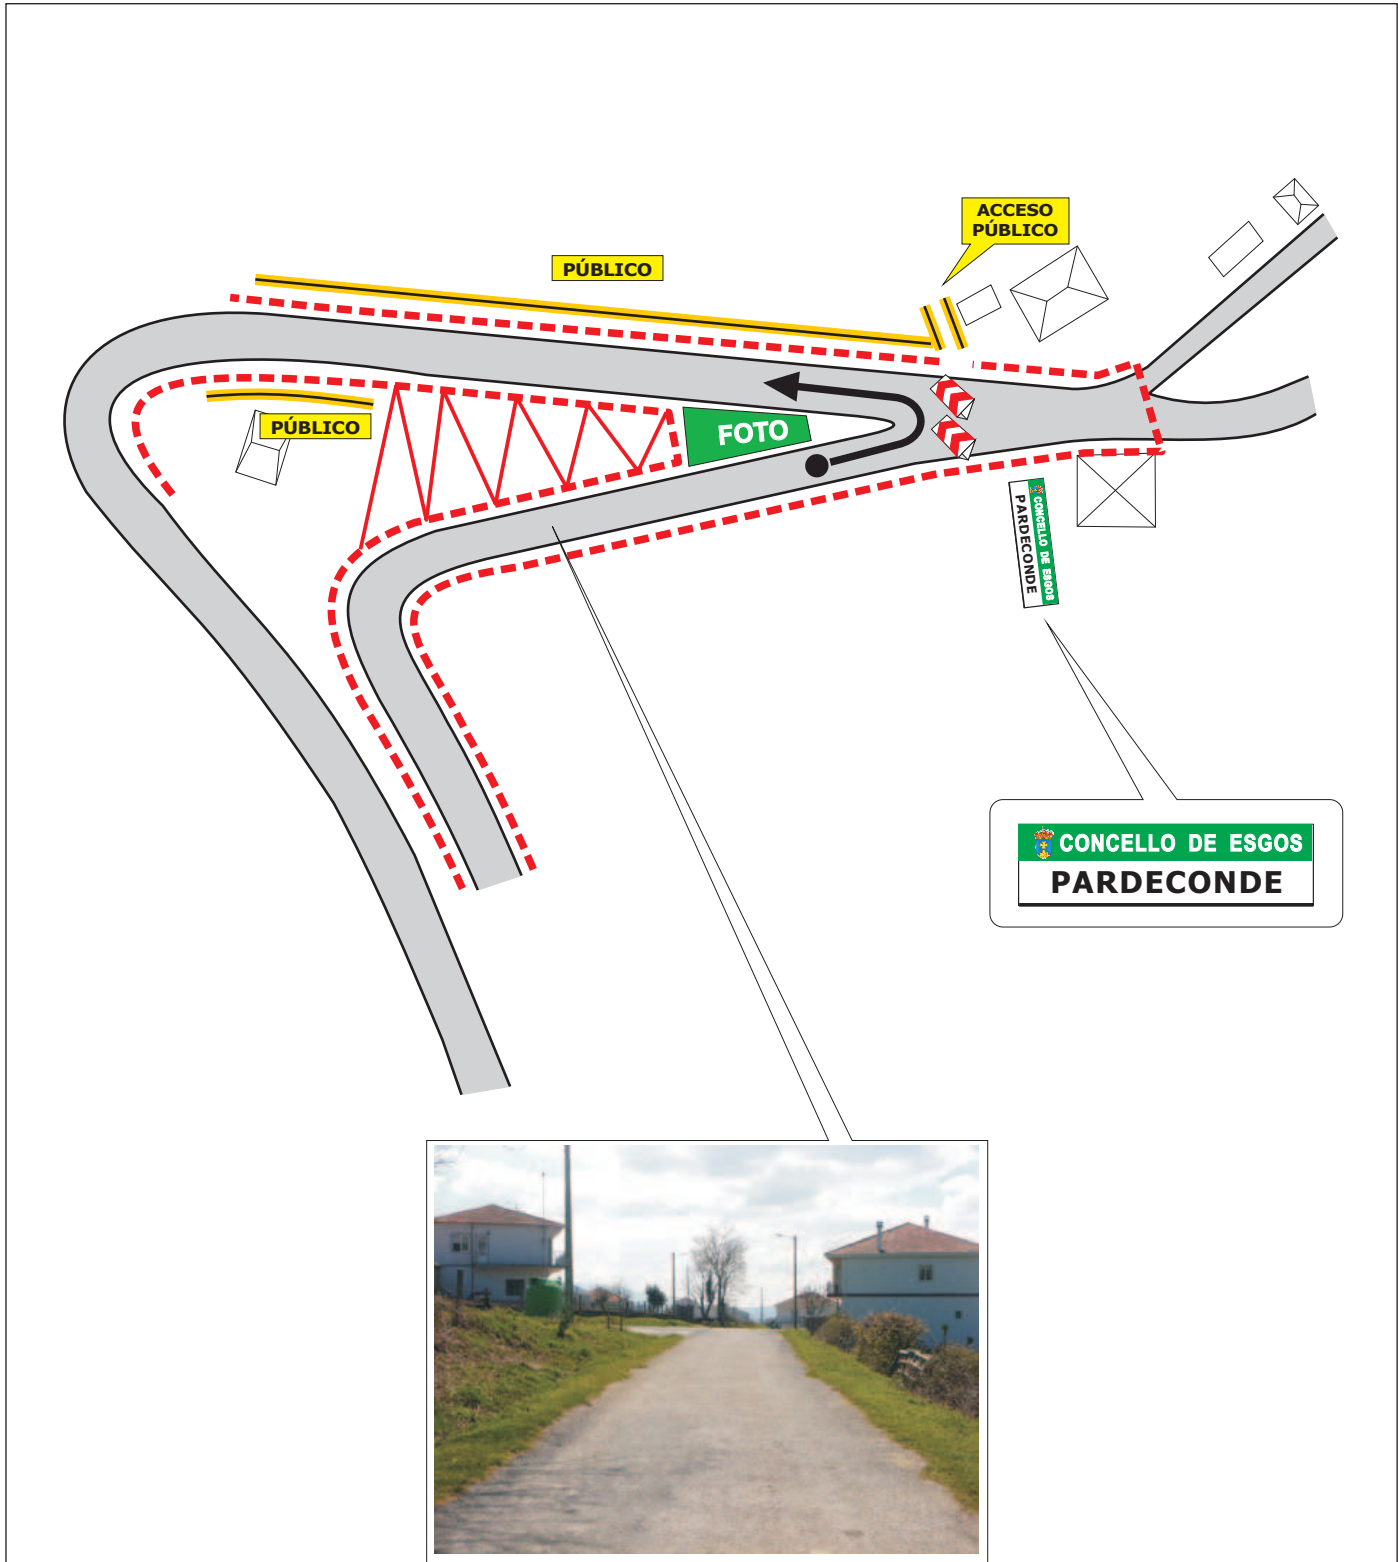 ACCESO
PÚBLICO
PÚBLICO
PÚBLICO
FOTO
CONCELLO DE ESGOS
PARDECONDE
CONCELLO DE ESGOS
PARDECONDE